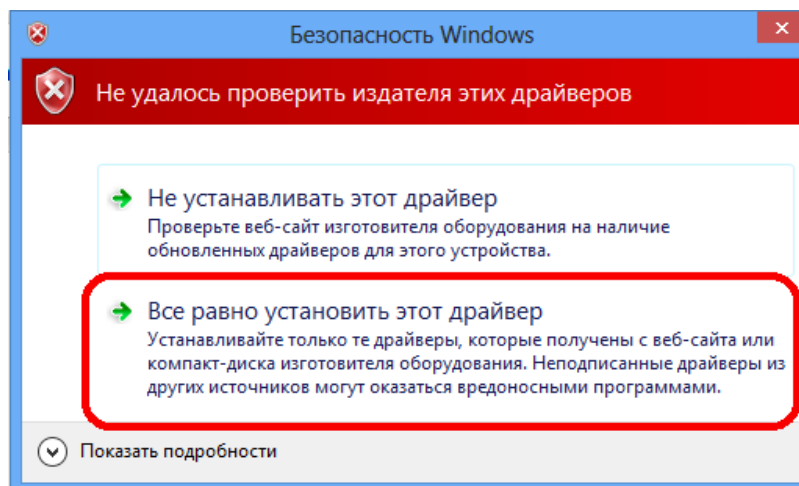 Безопасность Windows
Не удалось проверить издателя этих драйверов
Не устанавливать этот драйвер
Проверьте веб-сайт изготовителя оборудования на наличие
обновленных драйверов для этого устройства.
Все равно установить этот драйвер
Устанавливайте только те драйверы, которые получены с веб-сайта или
компакт-диска изготовителя оборудования. Неподписанные драйверы из
других источников могут оказаться вредоносными программами.
Показать подробности